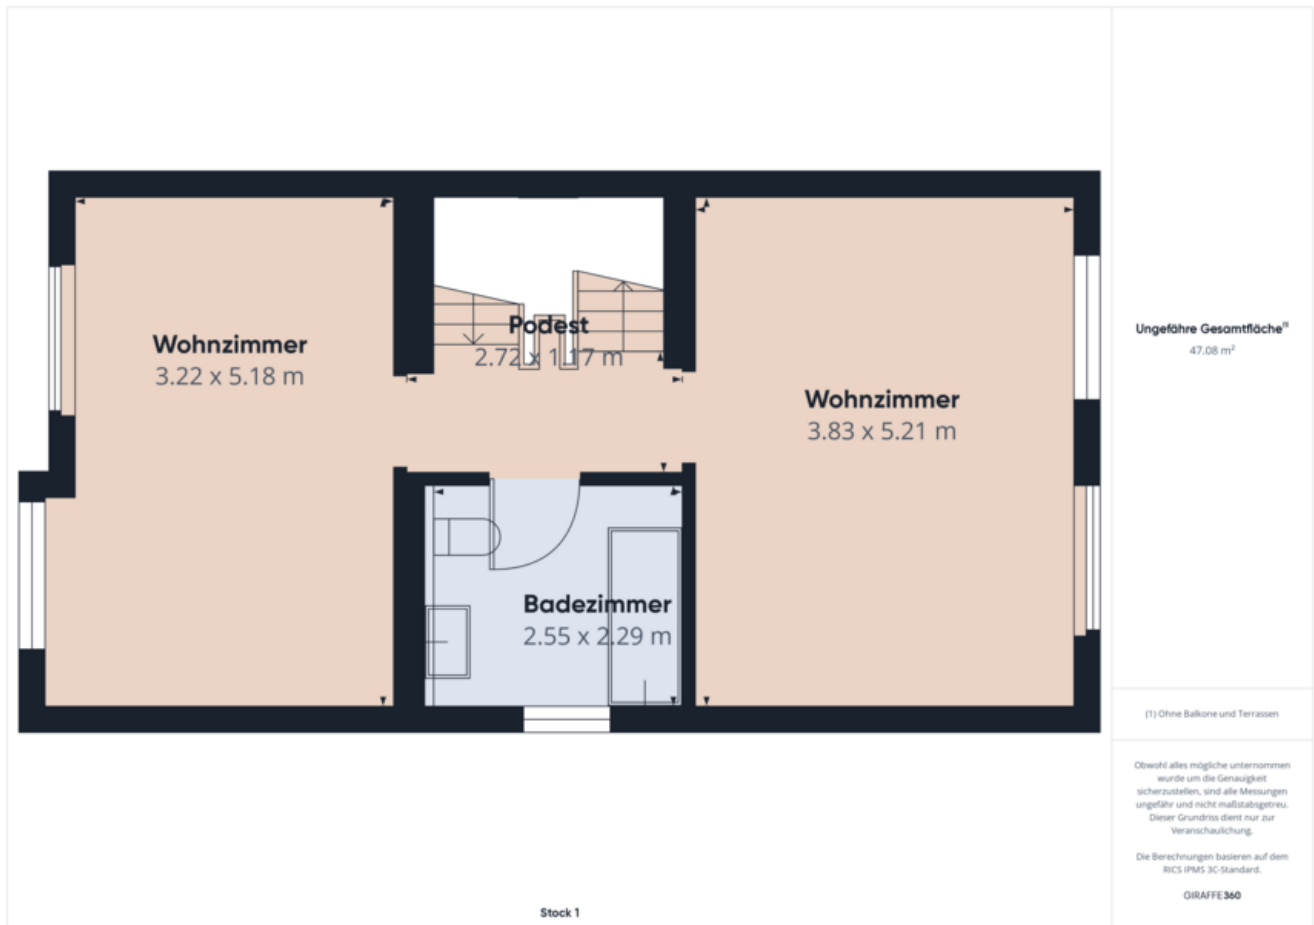 Wohnzimmer
3.22 x 5.18 m
Podest
2.72 x 1.17 m
Wohnzimmer
3.83 x 5.21 m
Badezimmer
2.55 x 2.29 m
Stock 1
Ungefähre Gesamtfläche(1)
47.08 m²
(1) Ohne Balkone und Terrassen
Obwohl alles mögliche unternommen
wurde um die Genauigkeit
sicherzustellen, sind alle Messungen
ungefähr und nicht maßstabsgetreu.
Dieser Grundriss dient nur zur
Veranschaulichung.
Die Berechnungen basieren auf dem
RICS IPMS 3C-Standard.
GIRAFFE360